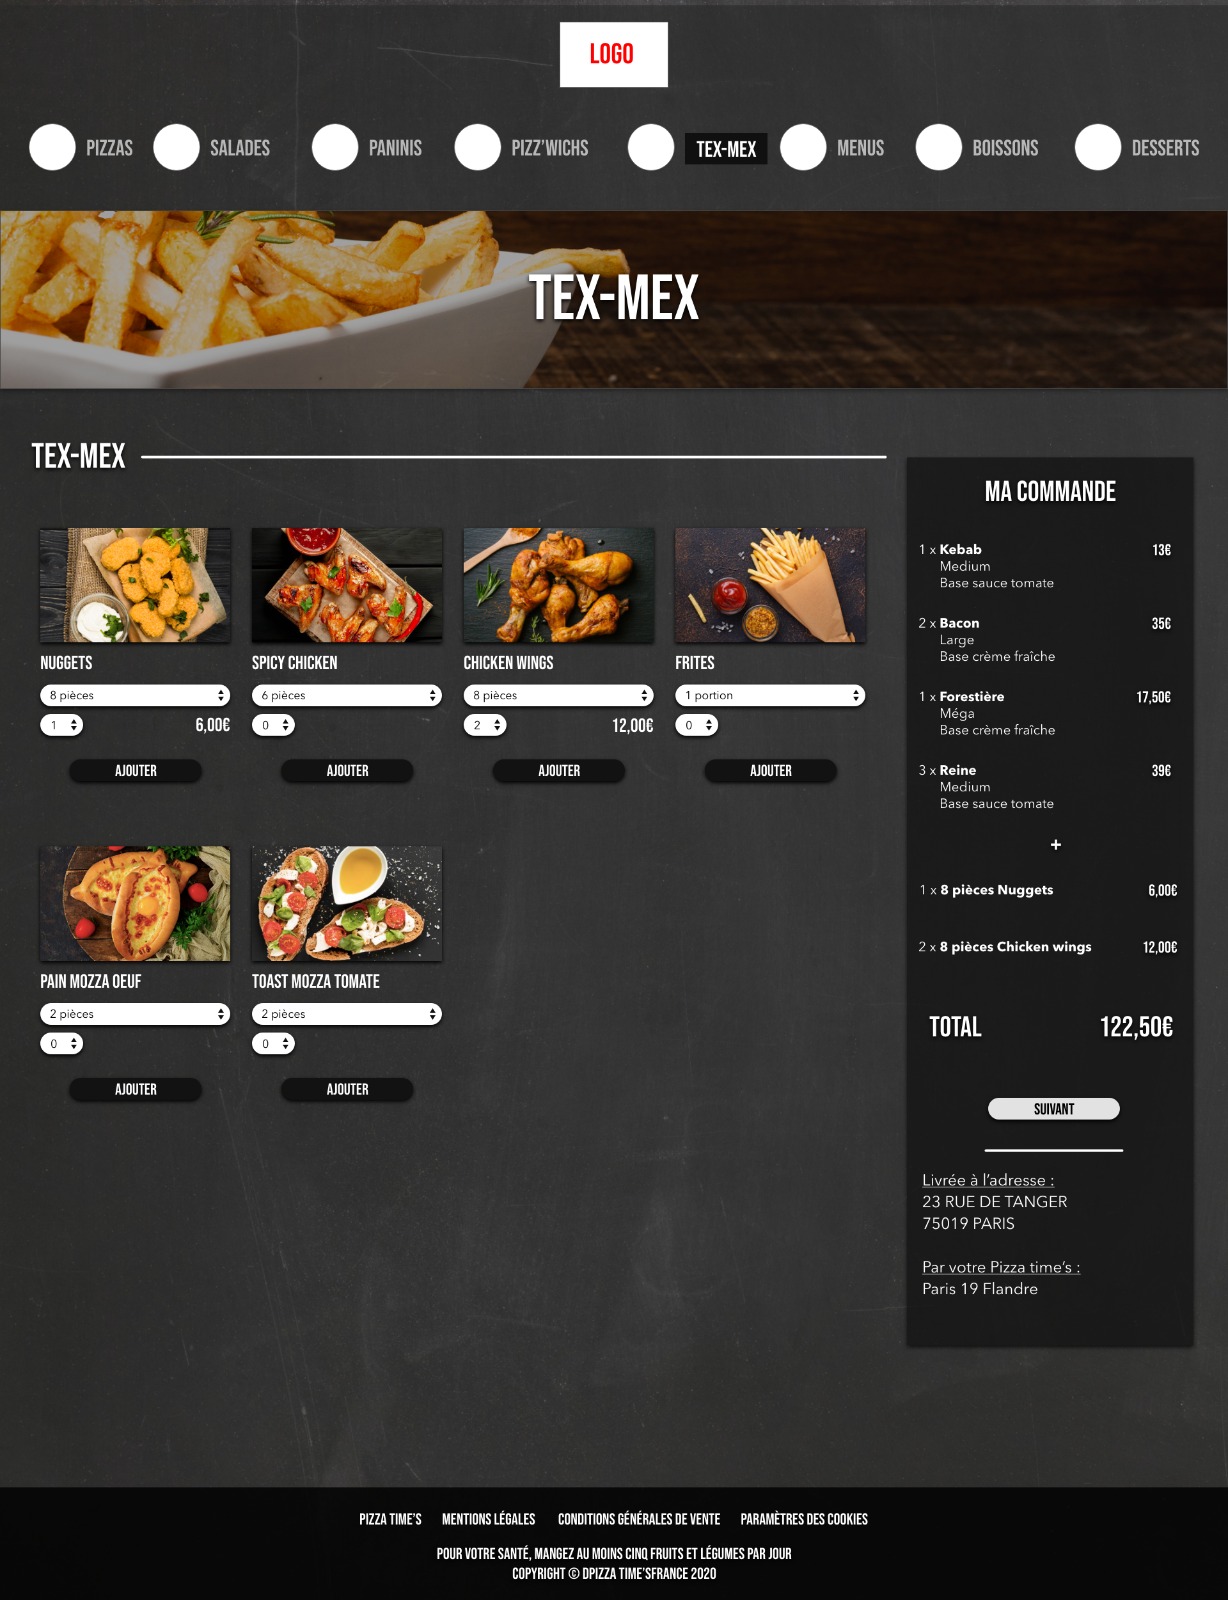 LOGO
PIZZAS SALADES PANINIS PIZZ'WICHS TEX-MEX MENUS BOISSONS DESSERTS
TEX-MEX
TEX-MEX
NUGGETS SPICY CHICKEN CHICKEN WINGS FRITES
8 pièces 6 pièces 8 pièces 1 portion
1 6,00€ 0 2 12,00€ 0
AJOUTER AJOUTER AJOUTER AJOUTER
PAIN MOZZA OEUF TOAST MOZZA TOMATE
2 pièces 2 pièces
0 0
AJOUTER AJOUTER
MA COMMANDE
1 x Kebab 13€
Medium
Base sauce tomate
2 x Bacon 35€
Large
Base crème fraîche
1 x Forestière 17,50€
Méga
Base crème fraîche
3 x Reine 39€
Medium
Base sauce tomate
+
1 x 8 pièces Nuggets 6,00€
2 x 8 pièces Chicken wings 12,00€
TOTAL 122,50€
SUIVANT
Livrée à l'adresse :
23 RUE DE TANGER
75019 PARIS
Par votre Pizza time's :
Paris 19 Flandre
PIZZA TIME'S MENTIONS LÉGALES CONDITIONS GÉNÉRALES DE VENTE PARAMÈTRES DES COOKIES
POUR VOTRE SANTÉ, MANGEZ AU MOINS CINQ FRUITS ET LÉGUMES PAR JOUR
COPYRIGHT © DPIZZA TIME'SFRANCE 2020